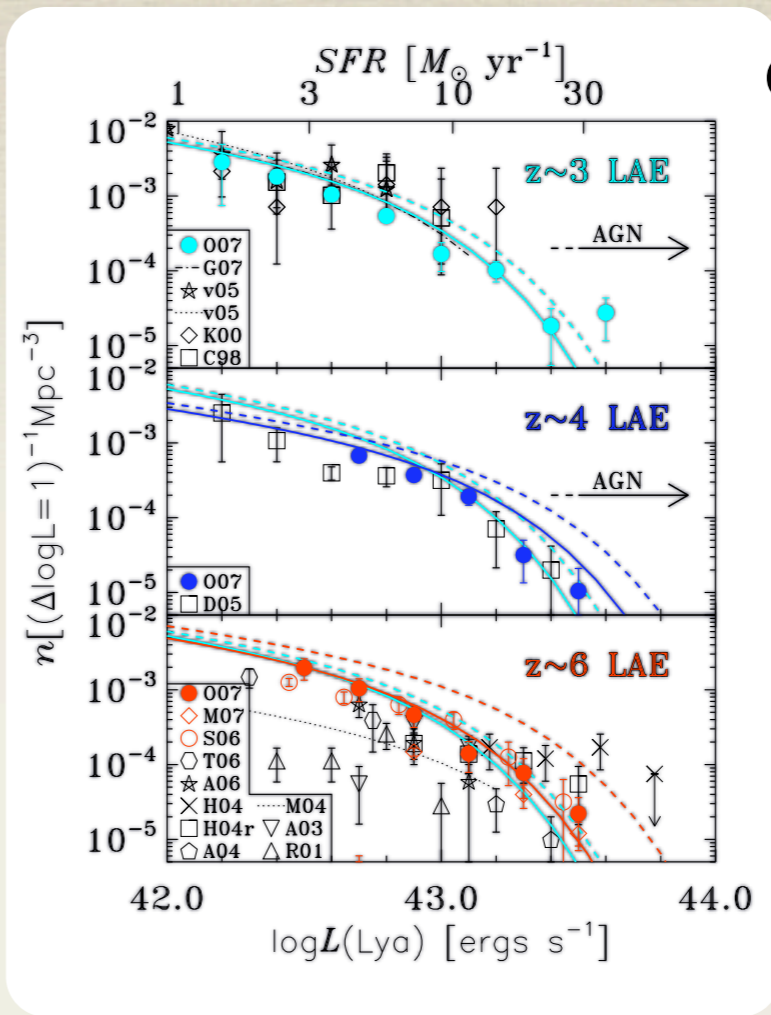 SFR [M⊙ yr⁻¹]
1 3 10 30
n[(ΔlogL=1)⁻¹Mpc⁻³]
10⁻²
10⁻³
10⁻⁴
10⁻⁵
z~3 LAE
AGN
O07
G07
v05
v05
K00
C98
10⁻²
10⁻³
10⁻⁴
10⁻⁵
z~4 LAE
AGN
O07
D05
10⁻²
10⁻³
10⁻⁴
10⁻⁵
z~6 LAE
O07
M07
S06
T06
A06
H04 M04
H04r A03
A04 R01
42.0 43.0 44.0
logL(Lya) [ergs s⁻¹]